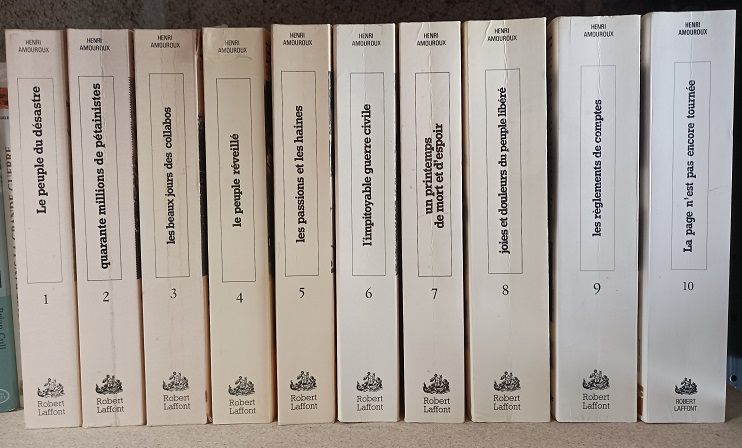 HENRI
AMOUROUX
Le peuple du désastre
1
Robert
Laffont
HENRI
AMOUROUX
quarante millions de pétainistes
2
Robert
Laffont
HENRI
AMOUROUX
les beaux jours des collabos
3
Robert
Laffont
HENRI
AMOUROUX
le peuple réveillé
4
Robert
Laffont
HENRI
AMOUROUX
les passions et les haines
5
Robert
Laffont
HENRI
AMOUROUX
l'impitoyable guerre civile
6
Robert
Laffont
HENRI
AMOUROUX
un printemps
de mort et d'espoir
7
Robert
Laffont
HENRI
AMOUROUX
joies et douleurs du peuple libéré
8
Robert
Laffont
HENRI
AMOUROUX
les règlements de comptes
9
Robert
Laffont
HENRI
AMOUROUX
La page n'est pas encore tournée
10
ROBERT
LAFFONT
LA GRANDE GUERRE